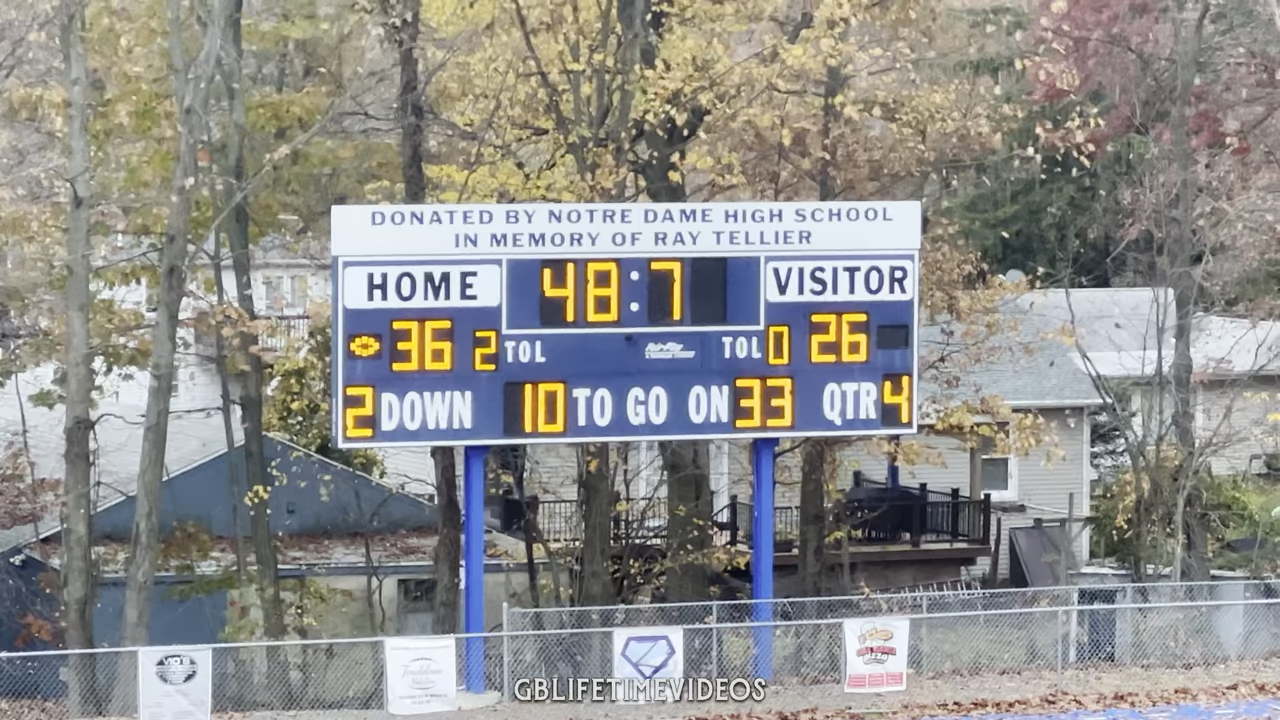 DONATED BY NOTRE DAME HIGH SCHOOL
IN MEMORY OF RAY TELLIER
HOME 48:7 VISITOR
36 2 TOL TOL 0 26
2 DOWN 10 TO GO ON 33 QTR 4
GBLIFETIMEVIDEOS